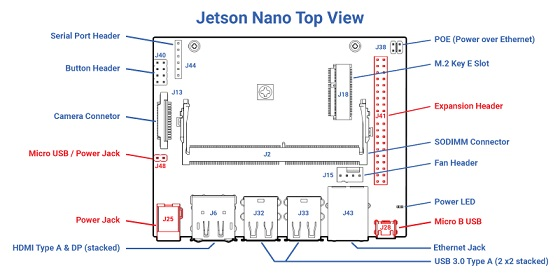 Jetson Nano Top View
Serial Port Header
J40
J44
J38
POE (Power over Ethernet)
Button Header
M.2 Key E Slot
J13
J18
Camera Connetor
J41
Expansion Header
Micro USB / Power Jack
J48
J2
SODIMM Connector
J15
Fan Header
Power LED
Power Jack
J25
J6
J32
J33
J43
J28
Micro B USB
HDMI Type A & DP (stacked)
Ethernet Jack
USB 3.0 Type A (2 x2 stacked)